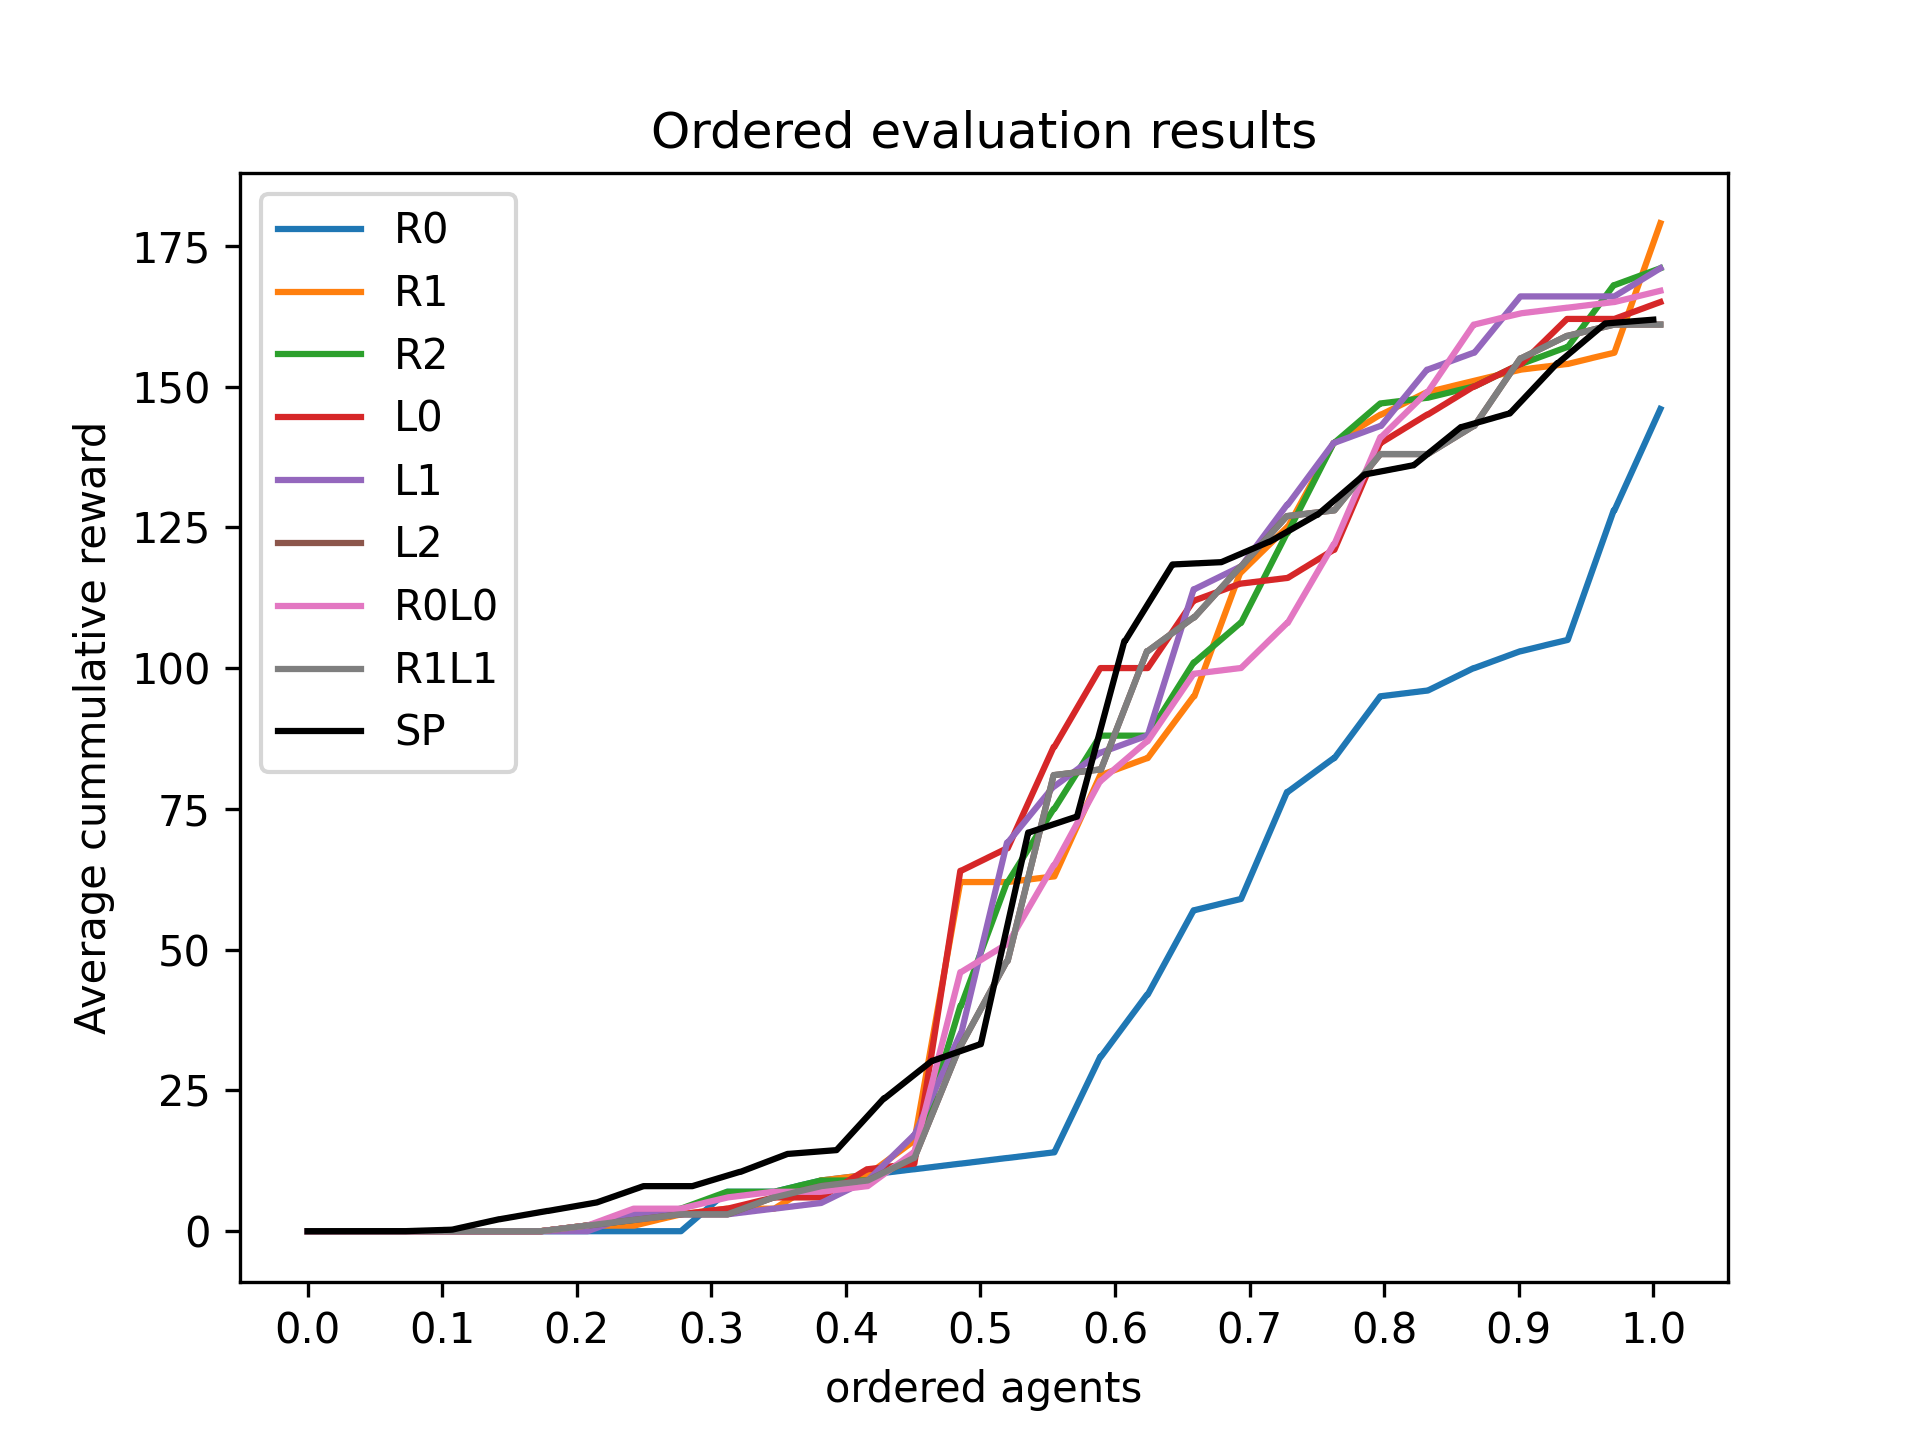 Ordered evaluation results
R0
R1
R2
L0
L1
L2
R0L0
R1L1
SP
Average cummulative reward
175
150
125
100
75
50
25
0
0.0 0.1 0.2 0.3 0.4 0.5 0.6 0.7 0.8 0.9 1.0
ordered agents